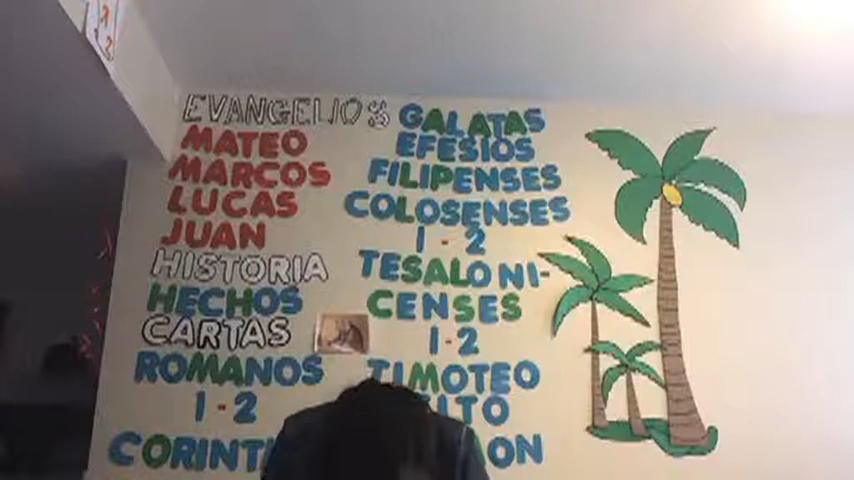 EVANGELIOS
MATEO
MARCOS
LUCAS
JUAN
HISTORIA
HECHOS
CARTAS
ROMANOS
1-2
GALATAS
EFESIOS
FILIPENSES
COLOSENSES
1-2
TESALONI-
CENSES
1-2
TIMOTEO